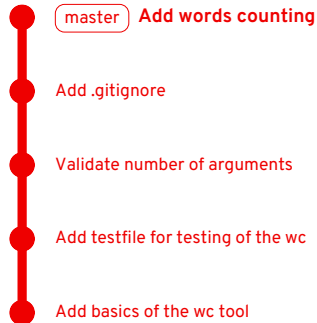 master Add words counting
Add .gitignore
Validate number of arguments
Add testfile for testing of the wc
Add basics of the wc tool